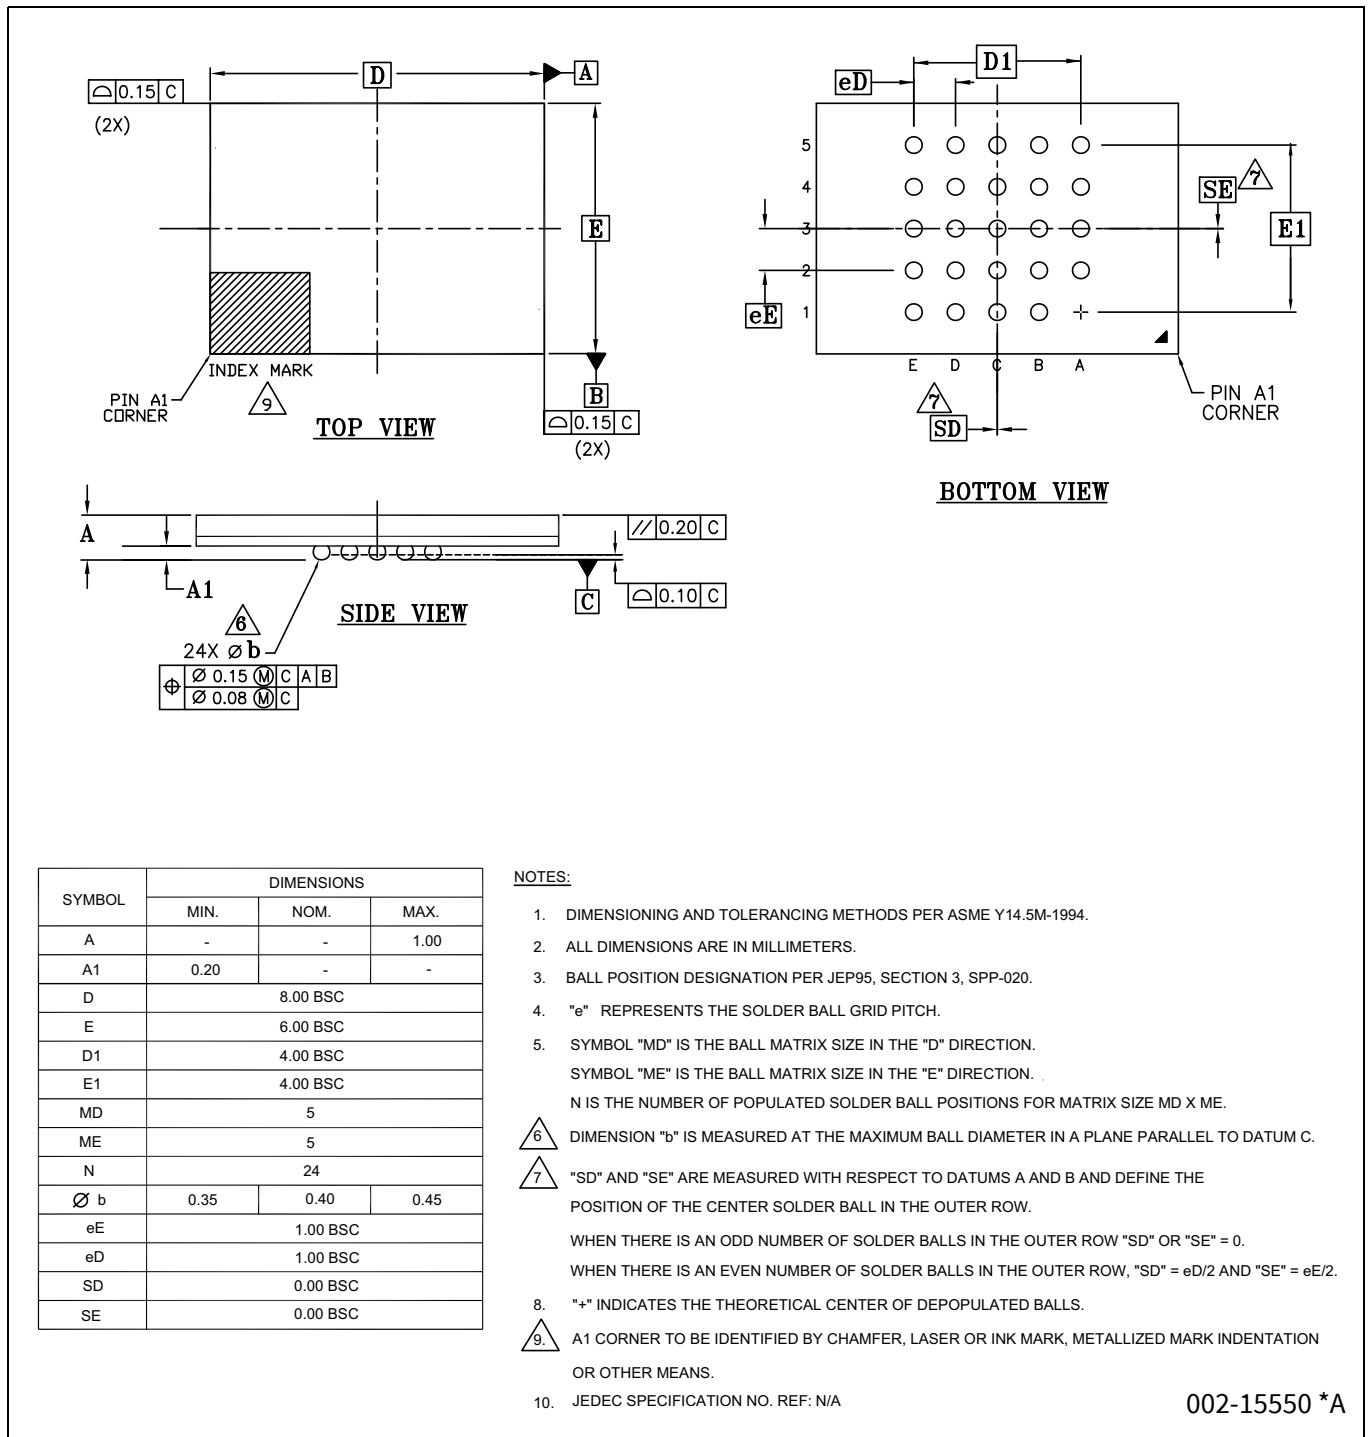 D
A
0.15 C
(2X)
E
INDEX MARK
9
PIN A1
CORNER
B
0.15 C
(2X)
TOP VIEW
D1
eD
5
4
3
2
1
SE
7
E1
eE
E D C B A
7
SD
PIN A1
CORNER
BOTTOM VIEW
A
A1
// 0.20 C
C
0.10 C
SIDE VIEW
6
24X Ø b
⌖ Ø 0.15 Ⓜ C A B
Ø 0.08 Ⓜ C
SYMBOL DIMENSIONS
MIN. NOM. MAX.
A - - 1.00
A1 0.20 - -
D 8.00 BSC
E 6.00 BSC
D1 4.00 BSC
E1 4.00 BSC
MD 5
ME 5
N 24
Ø b 0.35 0.40 0.45
eE 1.00 BSC
eD 1.00 BSC
SD 0.00 BSC
SE 0.00 BSC
NOTES:
1. DIMENSIONING AND TOLERANCING METHODS PER ASME Y14.5M-1994.
2. ALL DIMENSIONS ARE IN MILLIMETERS.
3. BALL POSITION DESIGNATION PER JEP95, SECTION 3, SPP-020.
4. "e" REPRESENTS THE SOLDER BALL GRID PITCH.
5. SYMBOL "MD" IS THE BALL MATRIX SIZE IN THE "D" DIRECTION.
SYMBOL "ME" IS THE BALL MATRIX SIZE IN THE "E" DIRECTION.
N IS THE NUMBER OF POPULATED SOLDER BALL POSITIONS FOR MATRIX SIZE MD X ME.
6 DIMENSION "b" IS MEASURED AT THE MAXIMUM BALL DIAMETER IN A PLANE PARALLEL TO DATUM C.
7 "SD" AND "SE" ARE MEASURED WITH RESPECT TO DATUMS A AND B AND DEFINE THE
POSITION OF THE CENTER SOLDER BALL IN THE OUTER ROW.
WHEN THERE IS AN ODD NUMBER OF SOLDER BALLS IN THE OUTER ROW "SD" OR "SE" = 0.
WHEN THERE IS AN EVEN NUMBER OF SOLDER BALLS IN THE OUTER ROW, "SD" = eD/2 AND "SE" = eE/2.
8. "+" INDICATES THE THEORETICAL CENTER OF DEPOPULATED BALLS.
9. A1 CORNER TO BE IDENTIFIED BY CHAMFER, LASER OR INK MARK, METALLIZED MARK INDENTATION
OR OTHER MEANS.
10. JEDEC SPECIFICATION NO. REF: N/A
002-15550 *A